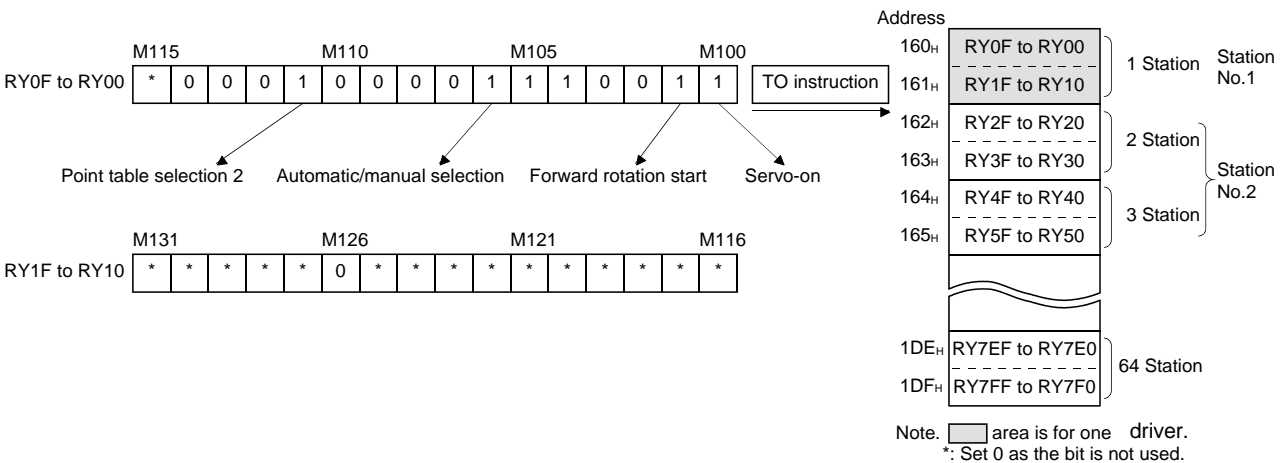 Address
M115 M110 M105 M100
RY0F to RY00 * 0 0 0 1 0 0 0 0 1 1 1 0 0 1 1 TO instruction
Point table selection 2 Automatic/manual selection Forward rotation start Servo-on
M131 M126 M121 M116
RY1F to RY10 * * * * * 0 * * * * * * * * * *
160H RY0F to RY00
161H RY1F to RY10
1 Station
Station
No.1
162H RY2F to RY20
163H RY3F to RY30
2 Station
164H RY4F to RY40
165H RY5F to RY50
3 Station
Station
No.2
1DEH RY7EF to RY7E0
1DFH RY7FF to RY7F0
64 Station
Note. area is for one driver.
*: Set 0 as the bit is not used.